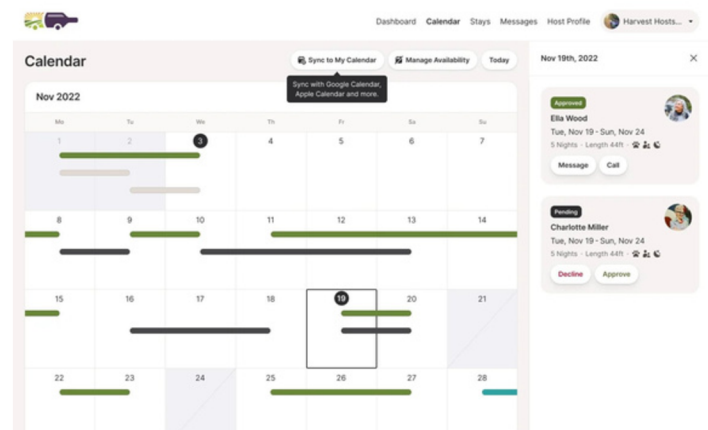 Dashboard Calendar Stays Messages Host Profile Harvest Hosts...
Calendar
Sync to My Calendar
Manage Availability
Today
Sync with Google Calendar,
Apple Calendar and more.
Nov 2022
Mo Tu We Th Fr Sa Su
1 2 3 4 5 6 7
8 9 10 11 12 13 14
15 16 17 18 19 20 21
22 23 24 25 26 27 28
Nov 19th, 2022
Approved
Ella Wood
Tue, Nov 19 - Sun, Nov 24
5 Nights · Length 44ft ·
Message Call
Pending
Charlotte Miller
Tue, Nov 19 - Sun, Nov 24
5 Nights · Length 44ft ·
Decline Approve